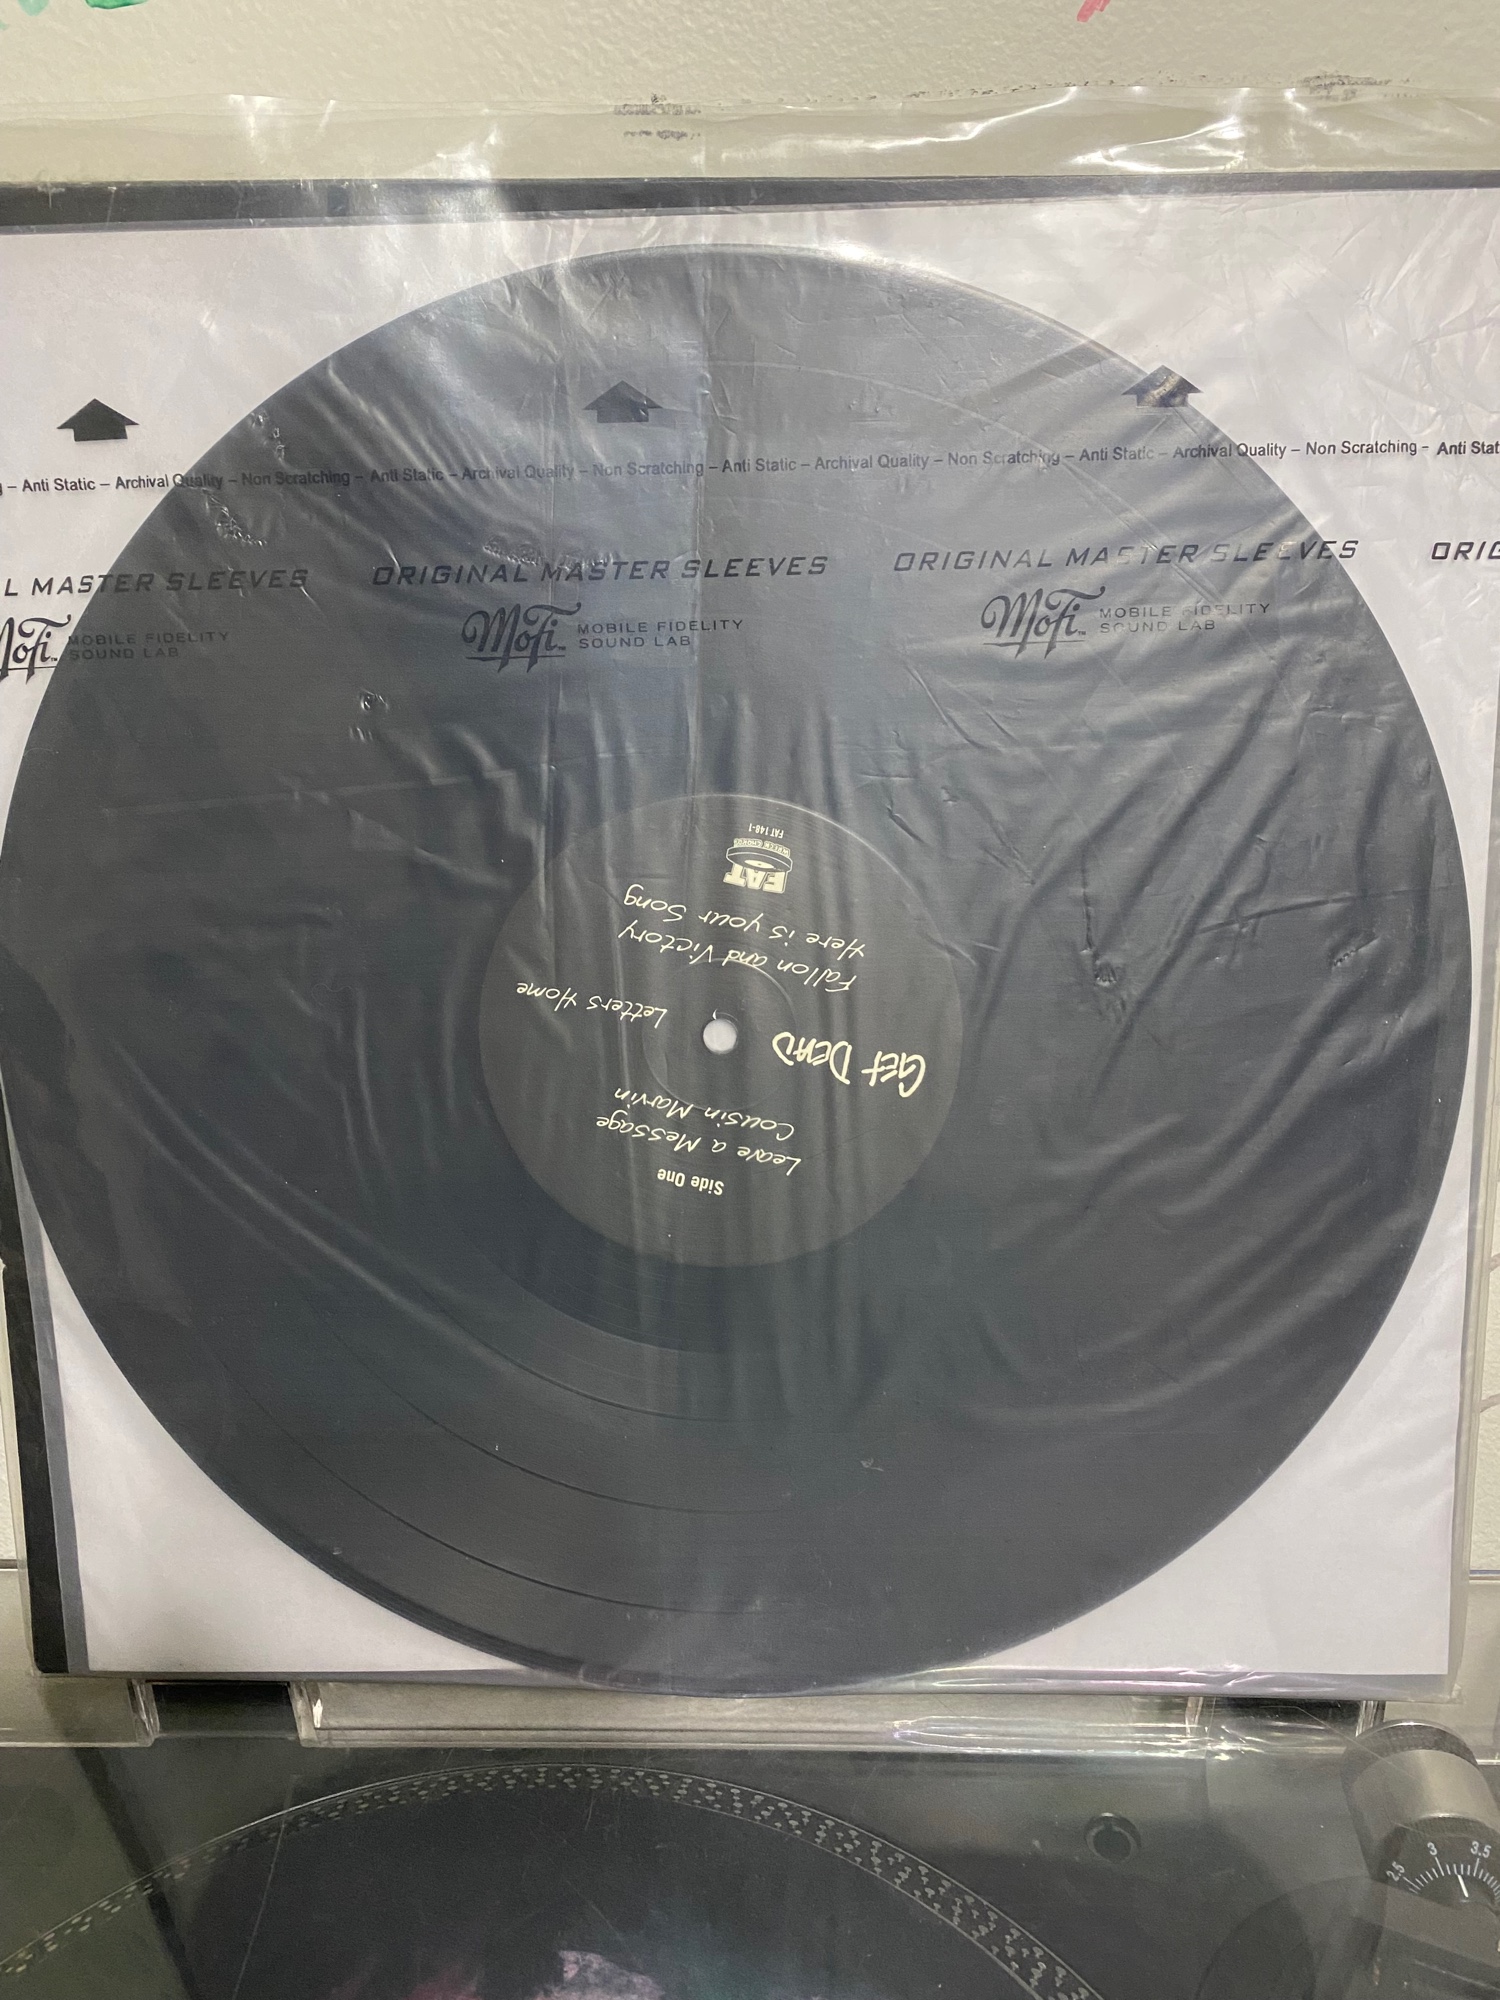 – Anti Static – Archival Quality – Non Scratching – Anti Static – Archival Quality – Non Scratching – Anti Static – Archival Quality – Non Scratching – Anti Static – Archival Quality – Non Scratching – Anti Stat
L MASTER SLEEVES ORIGINAL MASTER SLEEVES ORIGINAL MASTER SLEEVES ORIG
MoFi MOBILE FIDELITY
SOUND LAB
MoFi MOBILE FIDELITY
SOUND LAB
MoFi MOBILE FIDELITY
SOUND LAB
Side One
Leave a Message
Cousin Marvin
GET DEAD
Letters Home
Fallon and Victory
Here is your Song
FAT
WRECK CHORDS
FAT 148-1
2.5 3 3.5